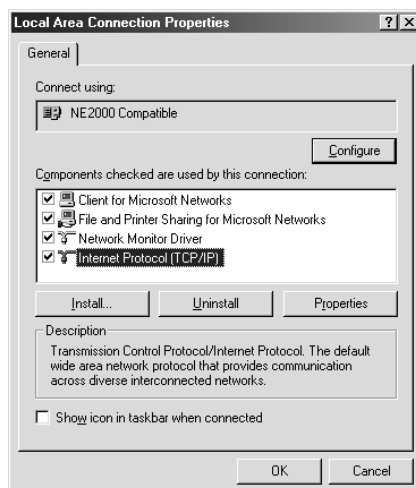 Local Area Connection Properties
General
Connect using:
NE2000 Compatible
Configure
Components checked are used by this connection:
Client for Microsoft Networks
File and Printer Sharing for Microsoft Networks
Network Monitor Driver
Internet Protocol (TCP/IP)
Install... Uninstall Properties
Description
Transmission Control Protocol/Internet Protocol. The default
wide area network protocol that provides communication
across diverse interconnected networks.
Show icon in taskbar when connected
OK Cancel